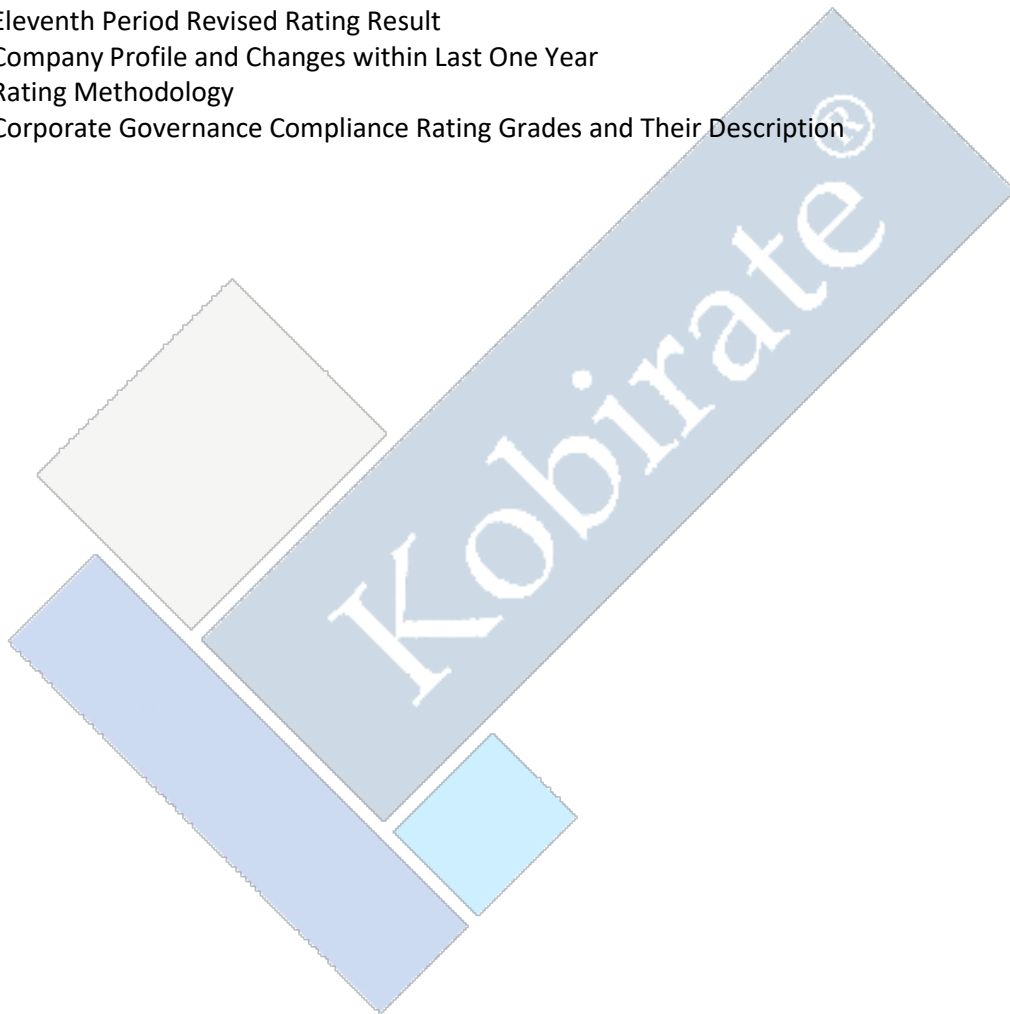 Eleventh Period Revised Rating Result
Company Profile and Changes within Last One Year
Rating Methodology
Corporate Governance Compliance Rating Grades and Their Description
Kobirate®